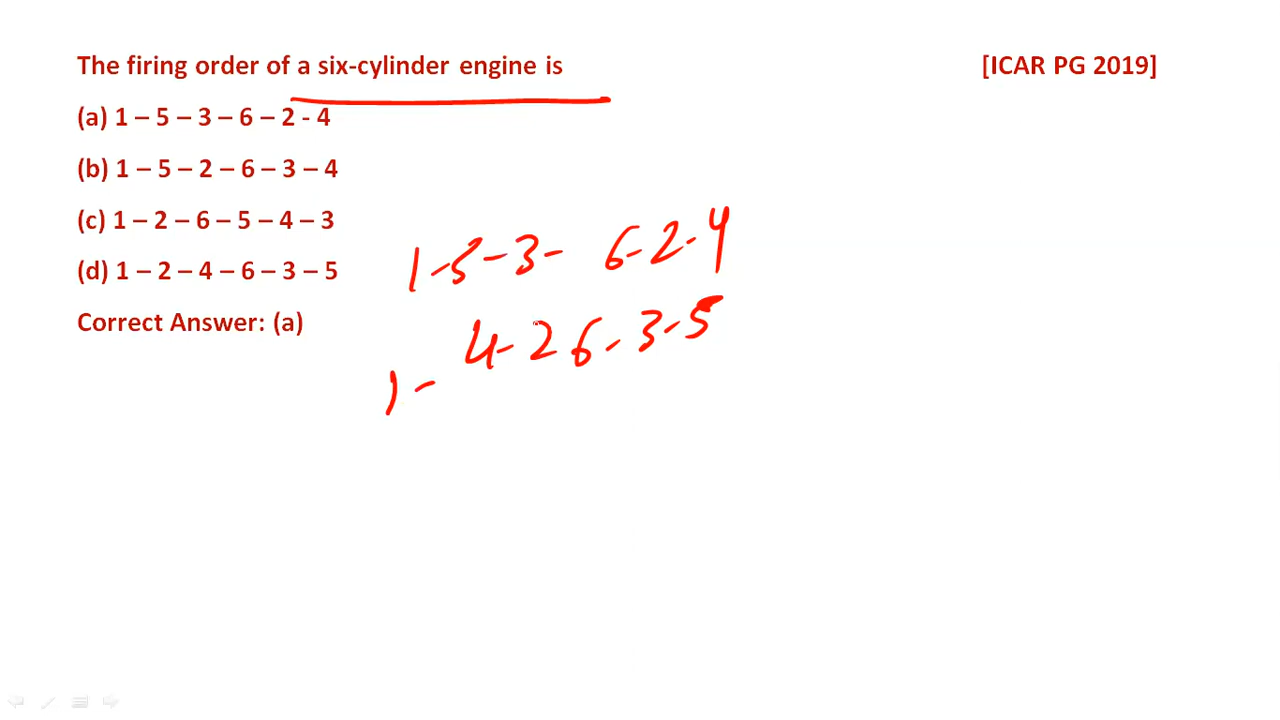 The firing order of a six-cylinder engine is [ICAR PG 2019]
(a) 1 – 5 – 3 – 6 – 2 - 4
(b) 1 – 5 – 2 – 6 – 3 – 4
(c) 1 – 2 – 6 – 5 – 4 – 3
(d) 1 – 2 – 4 – 6 – 3 – 5
Correct Answer: (a)
1-5-3- 6-2-4
1- 4-2 6-3-5